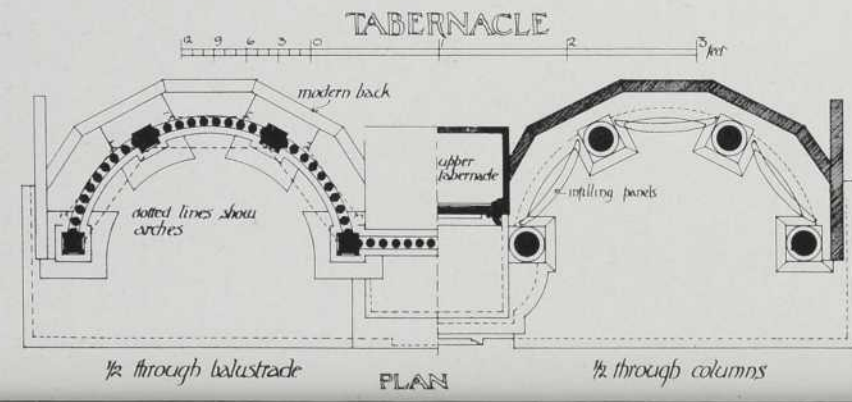 TABERNACLE
12 9 6 3 0 1 2 3 feet
modern back
upper
tabernacle
infilling panels
dotted lines show
arches
1/2 through balustrade
PLAN
1/2 through columns